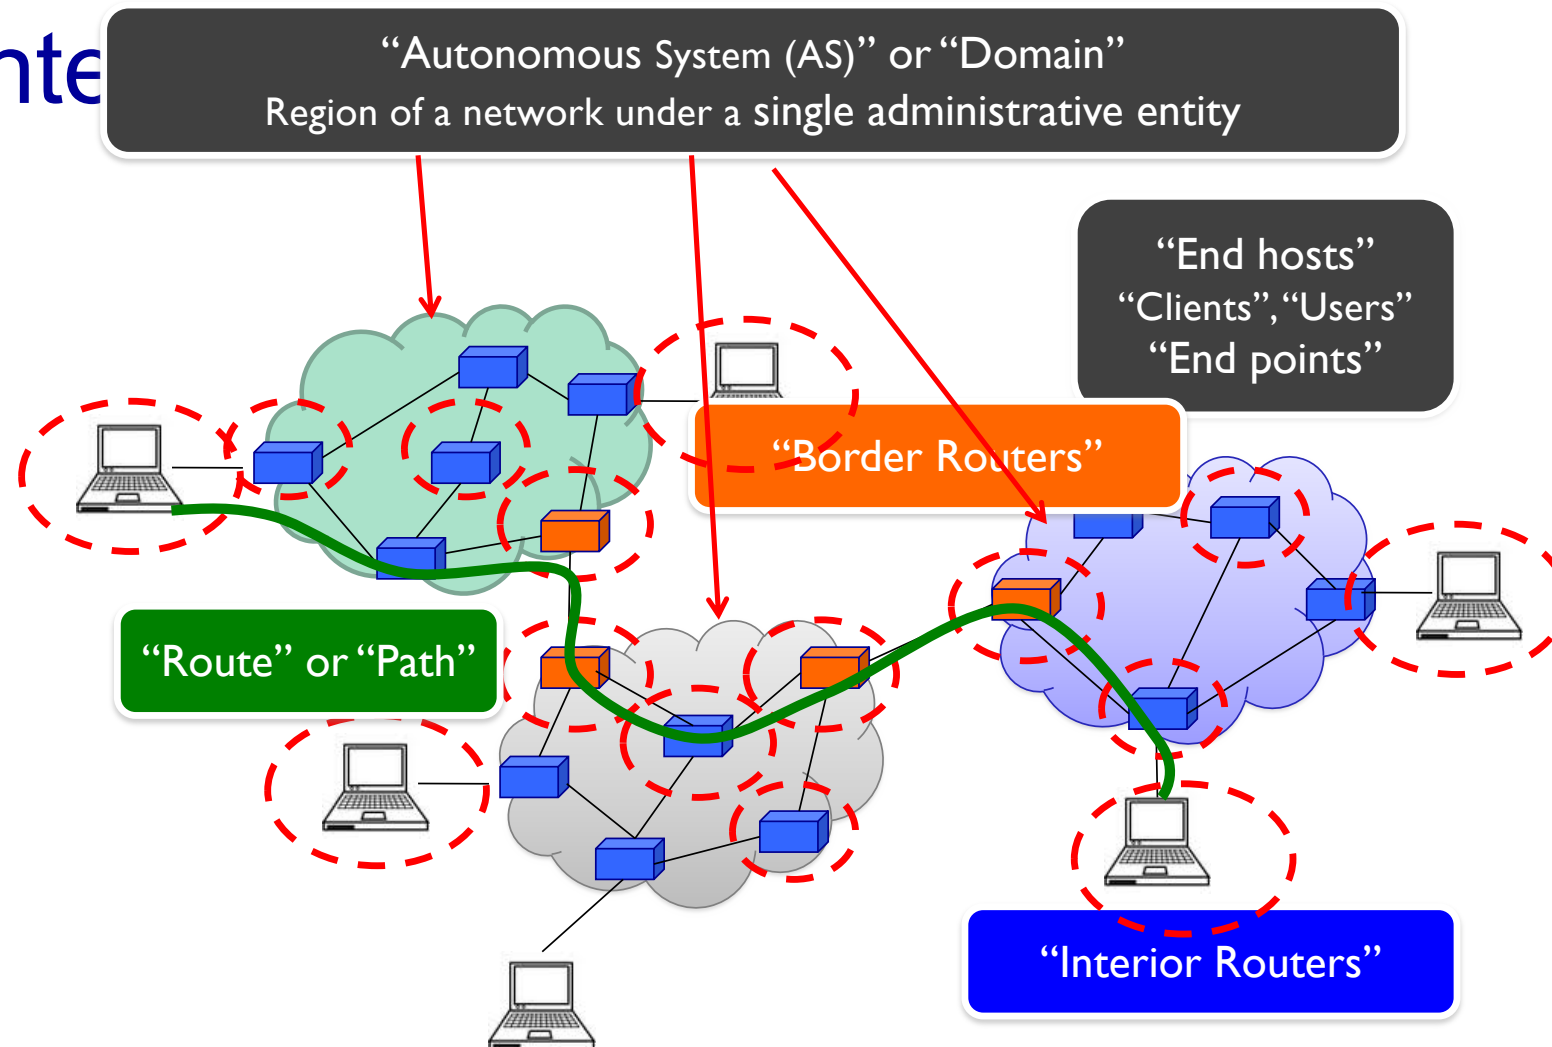 “Autonomous System (AS)” or “Domain”
Region of a network under a single administrative entity
“End hosts”
“Clients”, “Users”
“End points”
“Border Routers”
“Route” or “Path”
“Interior Routers”